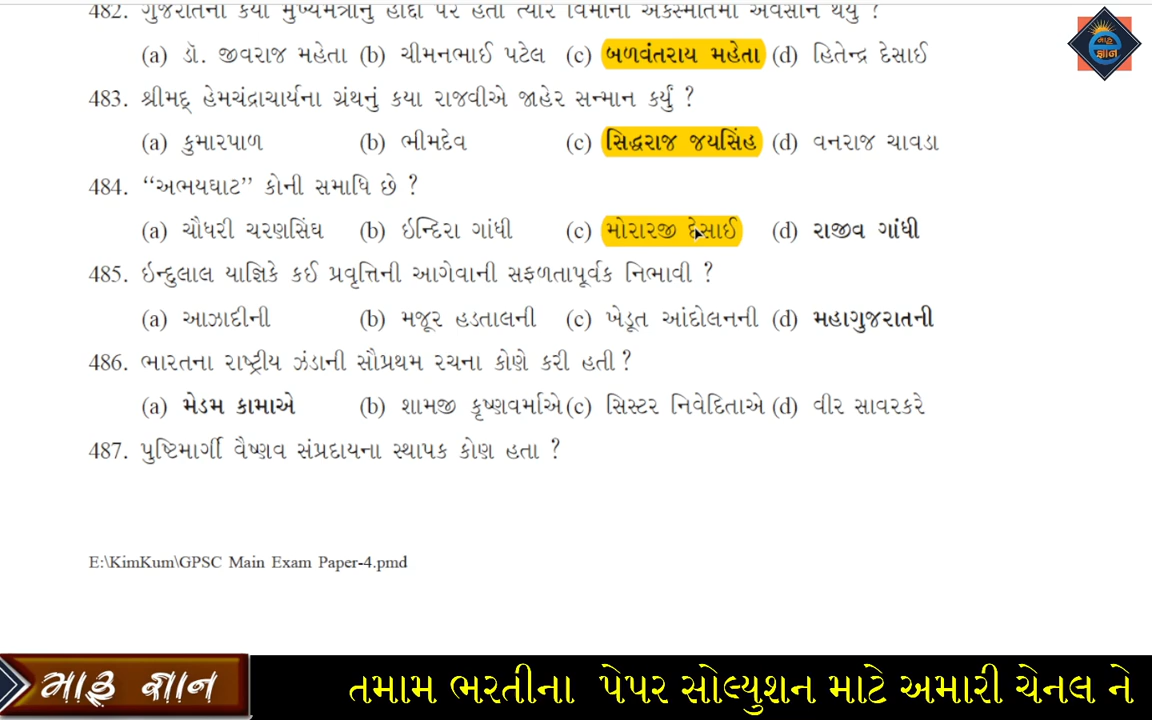 482. ગુજરાતના કયા મુખ્યમંત્રીનું હોદ્દા પર હતા ત્યારે વિમાની અકસ્માતમાં અવસાન થયું ?
(a) ડૉ. જીવરાજ મહેતા (b) ચીમનભાઈ પટેલ (c) બળવંતરાય મહેતા (d) હિતેન્દ્ર દેસાઈ
483. શ્રીમદ્ હેમચંદ્રાચાર્યના ગ્રંથનું કયા રાજવીએ જાહેર સન્માન કર્યું ?
(a) કુમારપાળ (b) ભીમદેવ (c) સિદ્ધરાજ જયસિંહ (d) વનરાજ ચાવડા
484. “અભયઘાટ” કોની સમાધિ છે ?
(a) ચૌધરી ચરણસિંઘ (b) ઇન્દિરા ગાંધી (c) મોરારજી દેસાઈ (d) રાજીવ ગાંધી
485. ઇન્દુલાલ યાજ્ઞિકે કઈ પ્રવૃત્તિની આગેવાની સફળતાપૂર્વક નિભાવી ?
(a) આઝાદીની (b) મજૂર હડતાલની (c) ખેડૂત આંદોલનની (d) મહાગુજરાતની
486. ભારતના રાષ્ટ્રીય ઝંડાની સૌપ્રથમ રચના કોણે કરી હતી ?
(a) મેડમ કામાએ (b) શામજી કૃષ્ણવર્માએ (c) સિસ્ટર નિવેદિતાએ (d) વીર સાવરકરે
487. પુષ્ટિમાર્ગી વૈષ્ણવ સંપ્રદાયના સ્થાપક કોણ હતા ?
E:\KimKum\GPSC Main Exam Paper-4.pmd
મારૂ જ્ઞાન
તમામ ભરતીના પેપર સોલ્યુશન માટે અમારી ચેનલ ને
મારૂ
e
જ્ઞાન